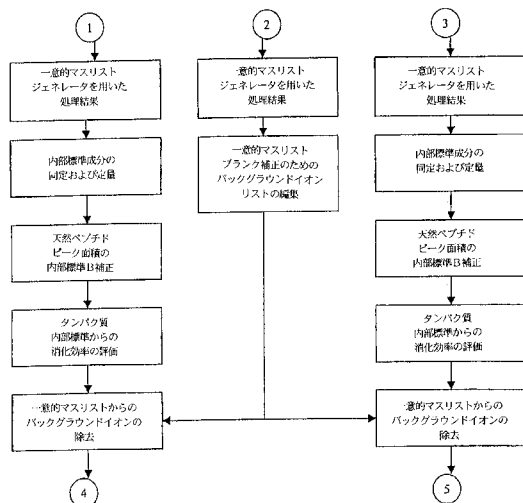 1
一意的マスリスト
ジェネレータを用いた
処理結果
内部標準成分の
同定および定量
天然ペプチド
ピーク面積の
内部標準B補正
タンパク質
内部標準からの
消化効率の評価
一意的マスリストからの
バックグラウンドイオンの
除去
4
2
一意的マスリスト
ジェネレータを用いた
処理結果
一意的マスリスト
ブランク補正のための
バックグラウンドイオン
リストの編集
3
一意的マスリスト
ジェネレータを用いた
処理結果
内部標準成分の
同定および定量
天然ペプチド
ピーク面積の
内部標準B補正
タンパク質
内部標準からの
消化効率の評価
一意的マスリストからの
バックグラウンドイオンの
除去
5